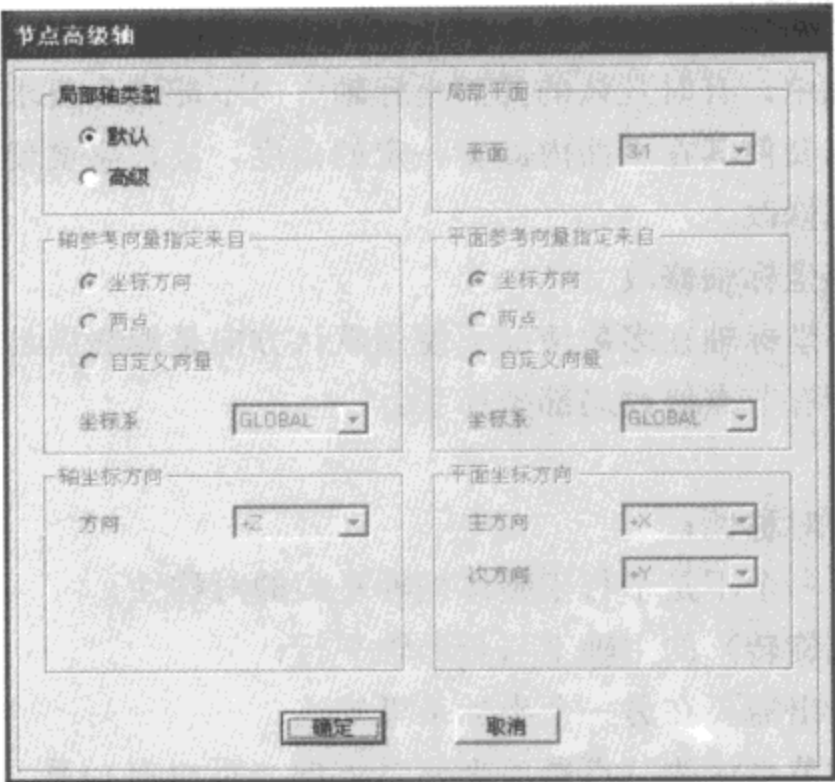 节点高级轴
局部轴类型
默认
高级
局部平面
平面 3-1
轴参考向量指定来自
坐标方向
两点
自定义向量
坐标系 GLOBAL
平面参考向量指定来自
坐标方向
两点
自定义向量
坐标系 GLOBAL
轴坐标方向
方向 +Z
平面坐标方向
主方向 +X
次方向 +Y
确定 取消